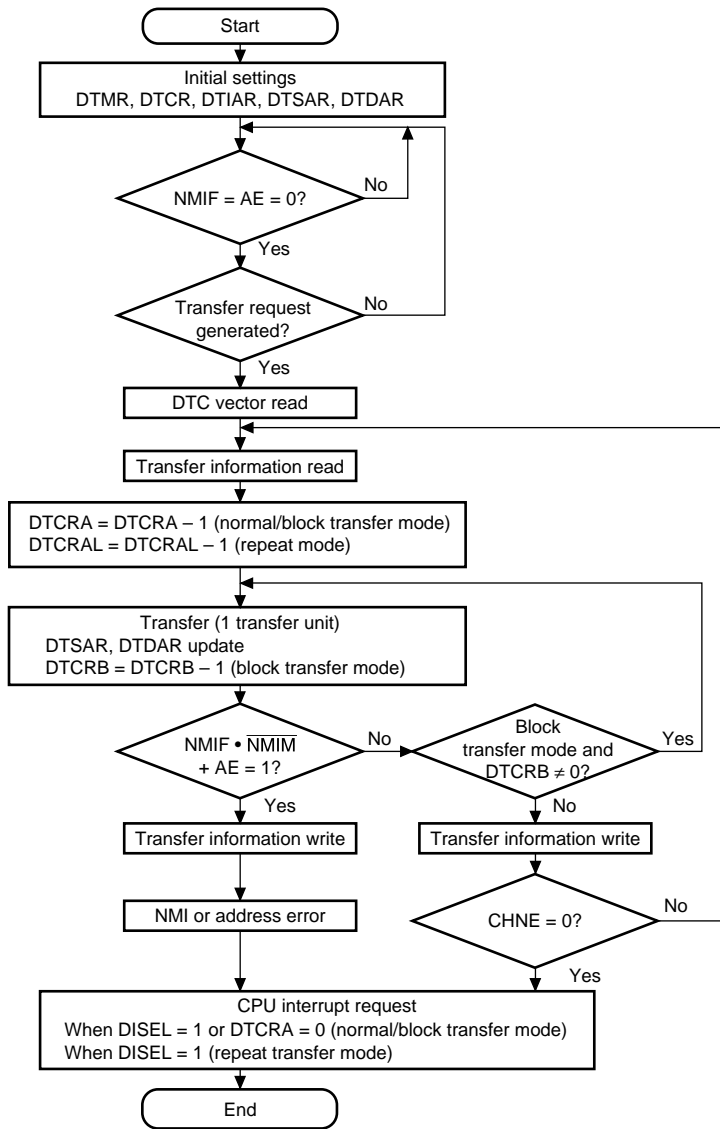 Start
Initial settings
DTMR, DTCR, DTIAR, DTSAR, DTDAR
NMIF = AE = 0?
No
Yes
Transfer request
generated?
No
Yes
DTC vector read
Transfer information read
DTCRA = DTCRA – 1 (normal/block transfer mode)
DTCRAL = DTCRAL – 1 (repeat mode)
Transfer (1 transfer unit)
DTSAR, DTDAR update
DTCRB = DTCRB – 1 (block transfer mode)
NMIF • N̅M̅I̅M̅
+ AE = 1?
No
Yes
Block
transfer mode and
DTCRB ≠ 0?
Yes
No
Transfer information write
Transfer information write
NMI or address error
CHNE = 0?
No
Yes
CPU interrupt request
When DISEL = 1 or DTCRA = 0 (normal/block transfer mode)
When DISEL = 1 (repeat transfer mode)
End